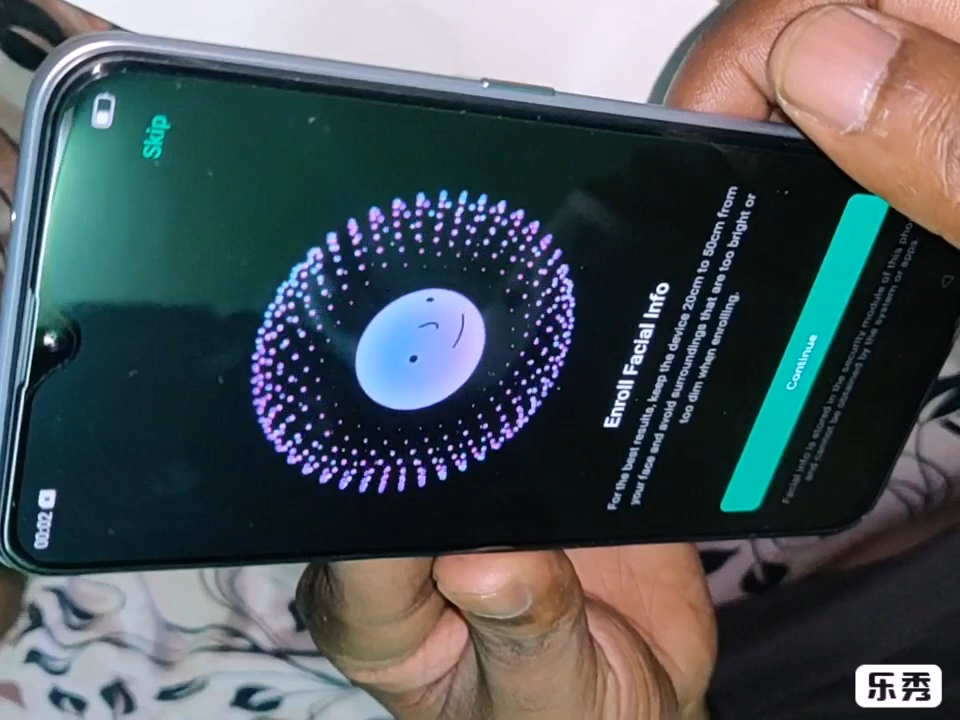 00:02
Skip
Enroll Facial Info
For the best results, keep the device 20cm to 50cm from
your face and avoid surroundings that are too bright or
too dim when enrolling.
Continue
Facial info is stored in the security module of this
and cannot be obtained by the system or apps.
乐秀